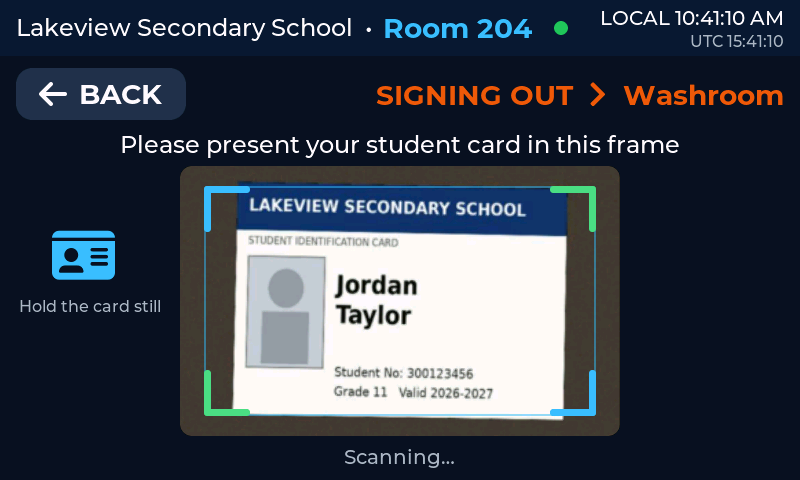 Lakeview Secondary School • Room 204
LOCAL 10:41:10 AM
UTC 15:41:10
BACK
SIGNING OUT > Washroom
Please present your student card in this frame
LAKEVIEW SECONDARY SCHOOL
STUDENT IDENTIFICATION CARD
Jordan
Taylor
Student No: 300123456
Grade 11 Valid 2026-2027
Hold the card still
Scanning...